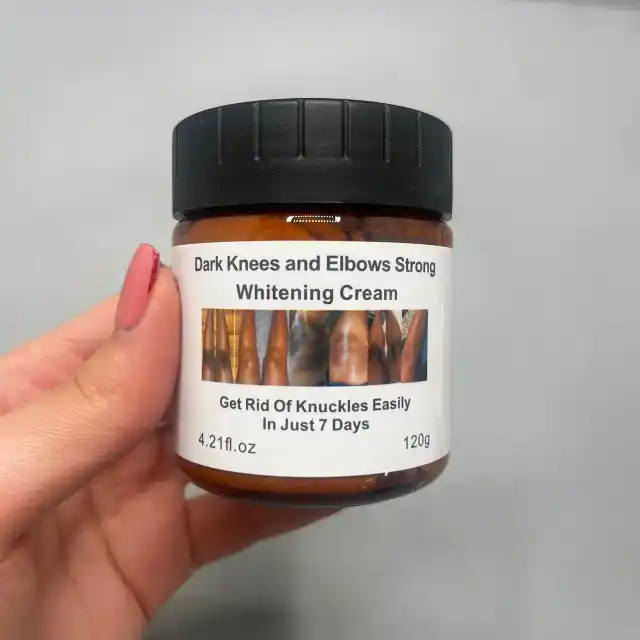 Dark Knees and Elbows Strong
Whitening Cream
Get Rid Of Knuckles Easily
In Just 7 Days
4.21fl.oz 120g